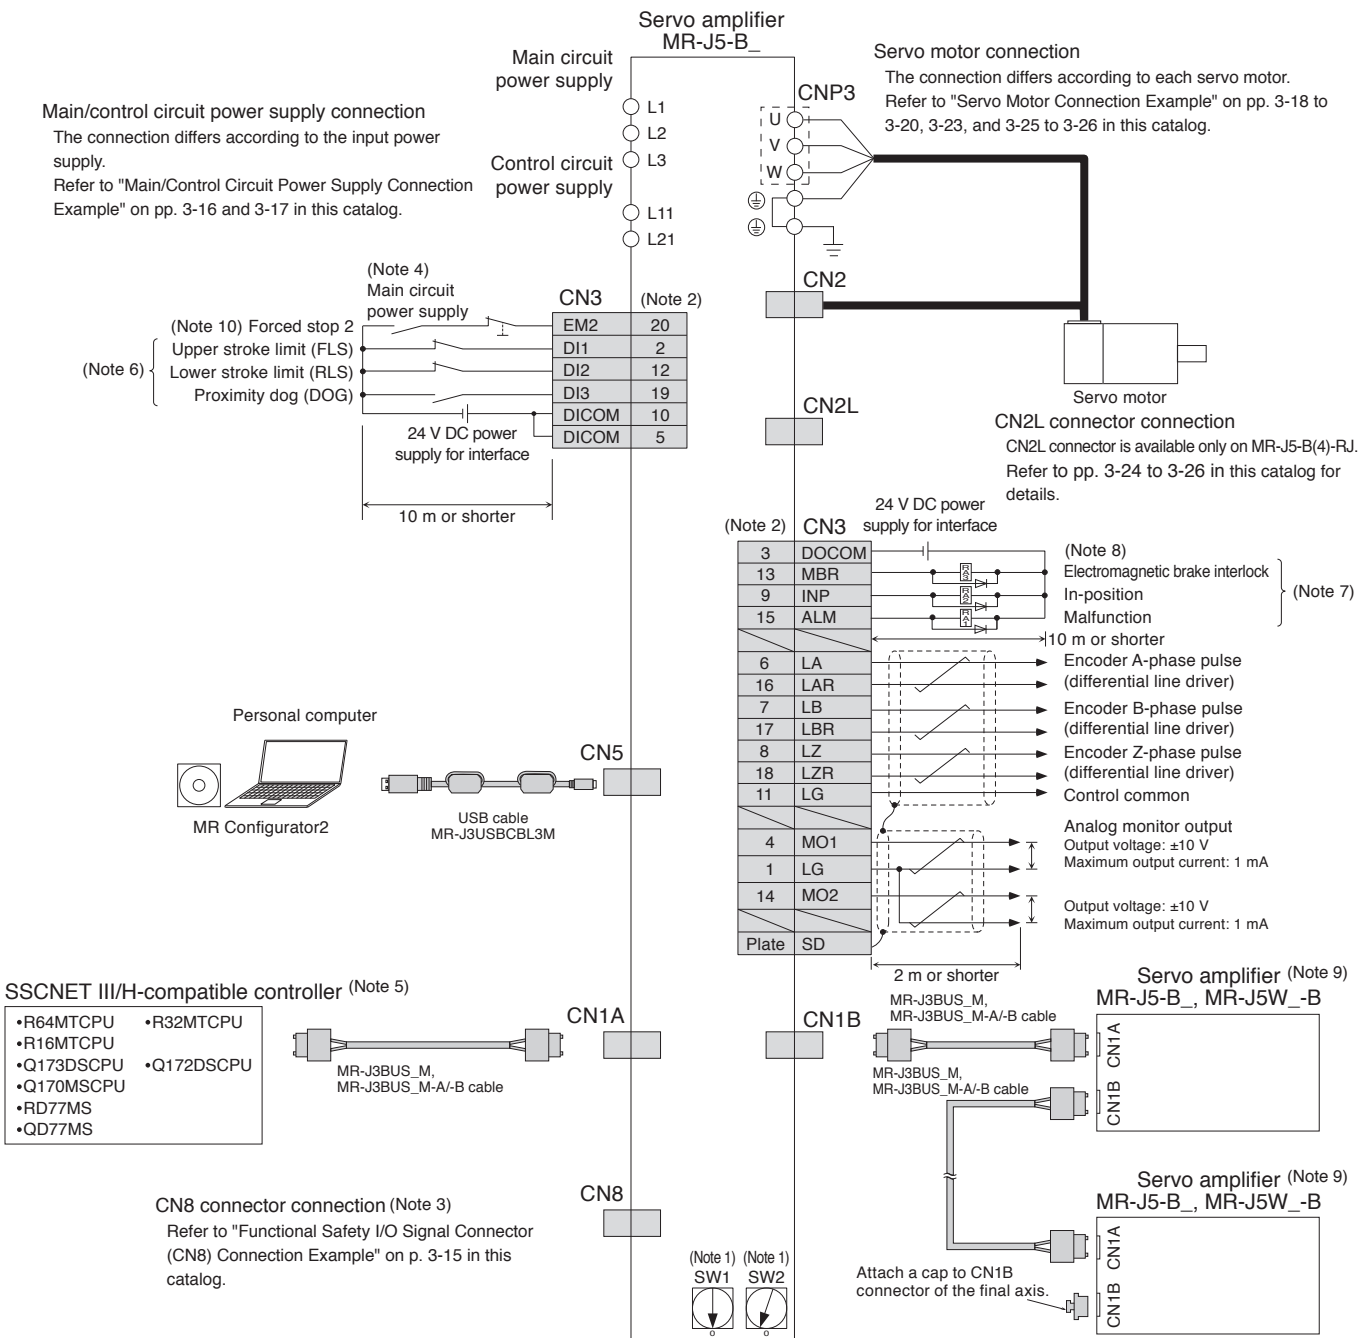 Servo amplifier
MR-J5-B_
Main circuit
power supply
L1
L2
L3
Control circuit
power supply
L11
L21
Main/control circuit power supply connection
The connection differs according to the input power
supply.
Refer to "Main/Control Circuit Power Supply Connection
Example" on pp. 3-16 and 3-17 in this catalog.
CNP3
U
V
W
Servo motor connection
The connection differs according to each servo motor.
Refer to "Servo Motor Connection Example" on pp. 3-18 to
3-20, 3-23, and 3-25 to 3-26 in this catalog.
CN2
Servo motor
CN2L
CN2L connector connection
CN2L connector is available only on MR-J5-B(4)-RJ.
Refer to pp. 3-24 to 3-26 in this catalog for
details.
(Note 4)
Main circuit
power supply
CN3
(Note 2)
(Note 10) Forced stop 2
EM2 20
(Note 6)
Upper stroke limit (FLS)
DI1 2
Lower stroke limit (RLS)
DI2 12
Proximity dog (DOG)
DI3 19
DICOM 10
DICOM 5
24 V DC power
supply for interface
10 m or shorter
(Note 2)
CN3
24 V DC power
supply for interface
3 DOCOM
(Note 8)
13 MBR
RA3
Electromagnetic brake interlock
9 INP
RA2
In-position
(Note 7)
15 ALM
RA1
Malfunction
10 m or shorter
6 LA
Encoder A-phase pulse
16 LAR
(differential line driver)
7 LB
Encoder B-phase pulse
17 LBR
(differential line driver)
8 LZ
Encoder Z-phase pulse
18 LZR
(differential line driver)
11 LG
Control common
Analog monitor output
4 MO1
Output voltage: ±10 V
Maximum output current: 1 mA
1 LG
14 MO2
Output voltage: ±10 V
Maximum output current: 1 mA
Plate SD
2 m or shorter
Personal computer
MR Configurator2
USB cable
MR-J3USBCBL3M
CN5
SSCNET III/H-compatible controller (Note 5)
•R64MTCPU •R32MTCPU
•R16MTCPU
•Q173DSCPU •Q172DSCPU
•Q170MSCPU
•RD77MS
•QD77MS
MR-J3BUS_M,
MR-J3BUS_M-A/-B cable
CN1A
CN1B
MR-J3BUS_M,
MR-J3BUS_M-A/-B cable
MR-J3BUS_M,
MR-J3BUS_M-A/-B cable
Servo amplifier (Note 9)
MR-J5-B_, MR-J5W_-B
CN1A
CN1B
Servo amplifier (Note 9)
MR-J5-B_, MR-J5W_-B
CN1A
CN1B
Attach a cap to CN1B
connector of the final axis.
CN8 connector connection (Note 3)
Refer to "Functional Safety I/O Signal Connector
(CN8) Connection Example" on p. 3-15 in this
catalog.
CN8
(Note 1) (Note 1)
SW1 SW2
0 0